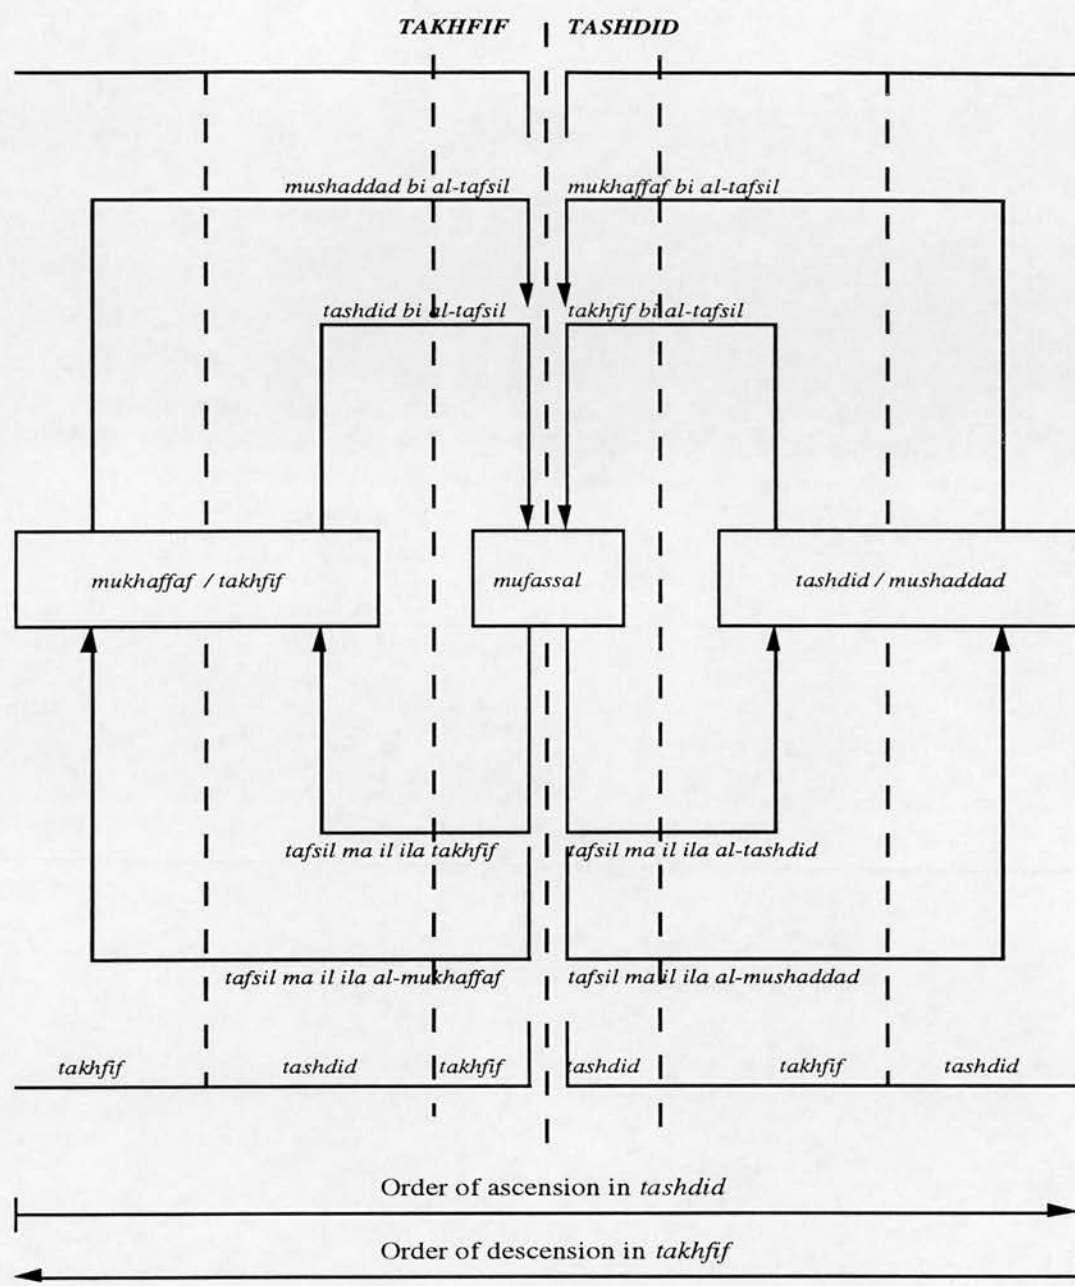 TAKHFIF TASHDID
mushaddad bi al-tafsil mukhaffaf bi al-tafsil
tashdid bi al-tafsil takhfif bi al-tafsil
mukhaffaf / takhfif mufassal tashdid / mushaddad
tafsil ma il ila takhfif tafsil ma il ila al-tashdid
tafsil ma il ila al-mukhaffaf tafsil ma il ila al-mushaddad
takhfif tashdid takhfif tashdid takhfif tashdid
Order of ascension in tashdid
Order of descension in takhfif